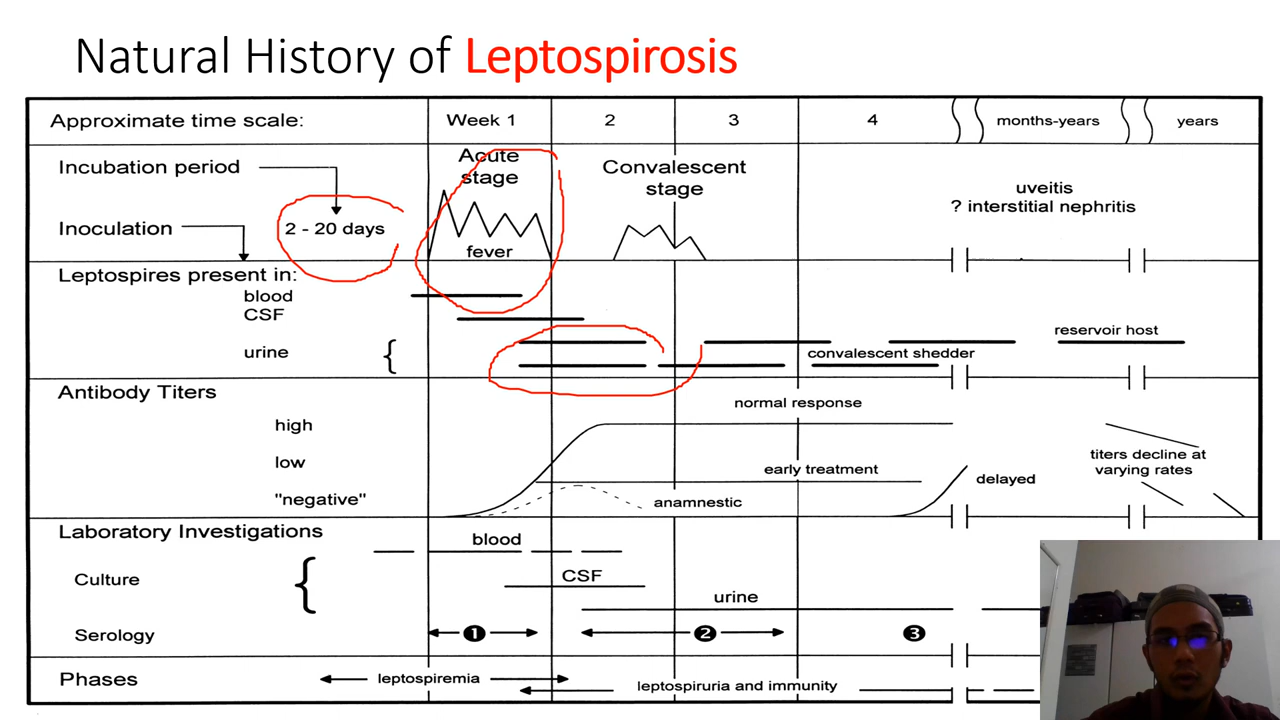 Natural History of Leptospirosis
Approximate time scale: Week 1 2 3 4 months-years years
Incubation period
Inoculation
2 - 20 days
Acute
stage
fever
Convalescent
stage
uveitis
? interstitial nephritis
Leptospires present in:
blood
CSF
urine {
reservoir host
convalescent shedder
Antibody Titers
high
low
"negative"
normal response
early treatment
anamnestic
delayed
titers decline at
varying rates
Laboratory Investigations
Culture {
blood
CSF
urine
Serology ❶ ❷ ❸
Phases leptospiremia
leptospiruria and immunity